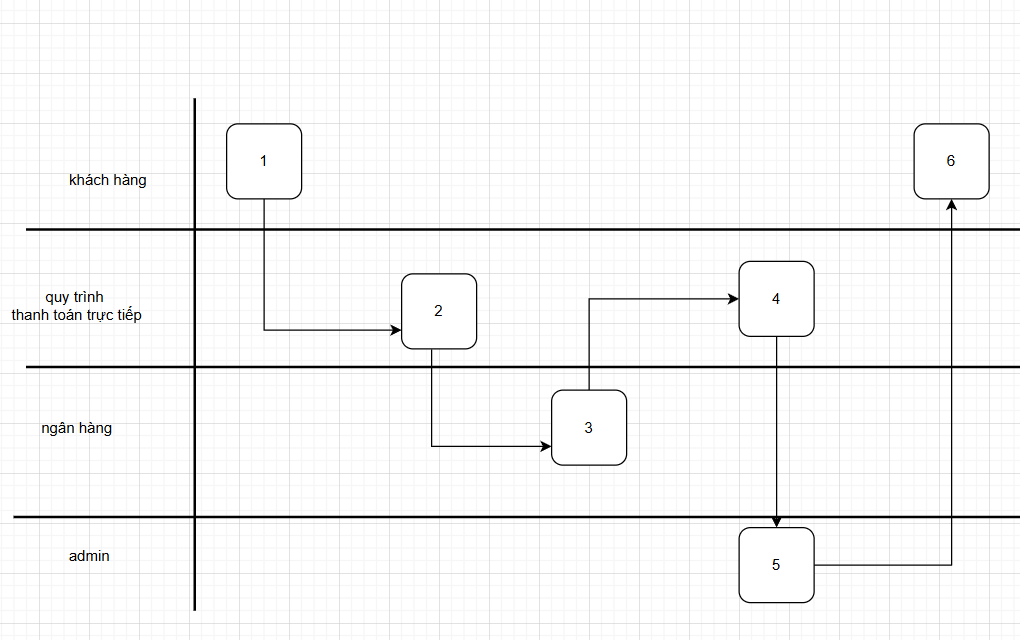 khách hàng
1
6
quy trình
thanh toán trực tiếp
2
4
ngân hàng
3
admin
5